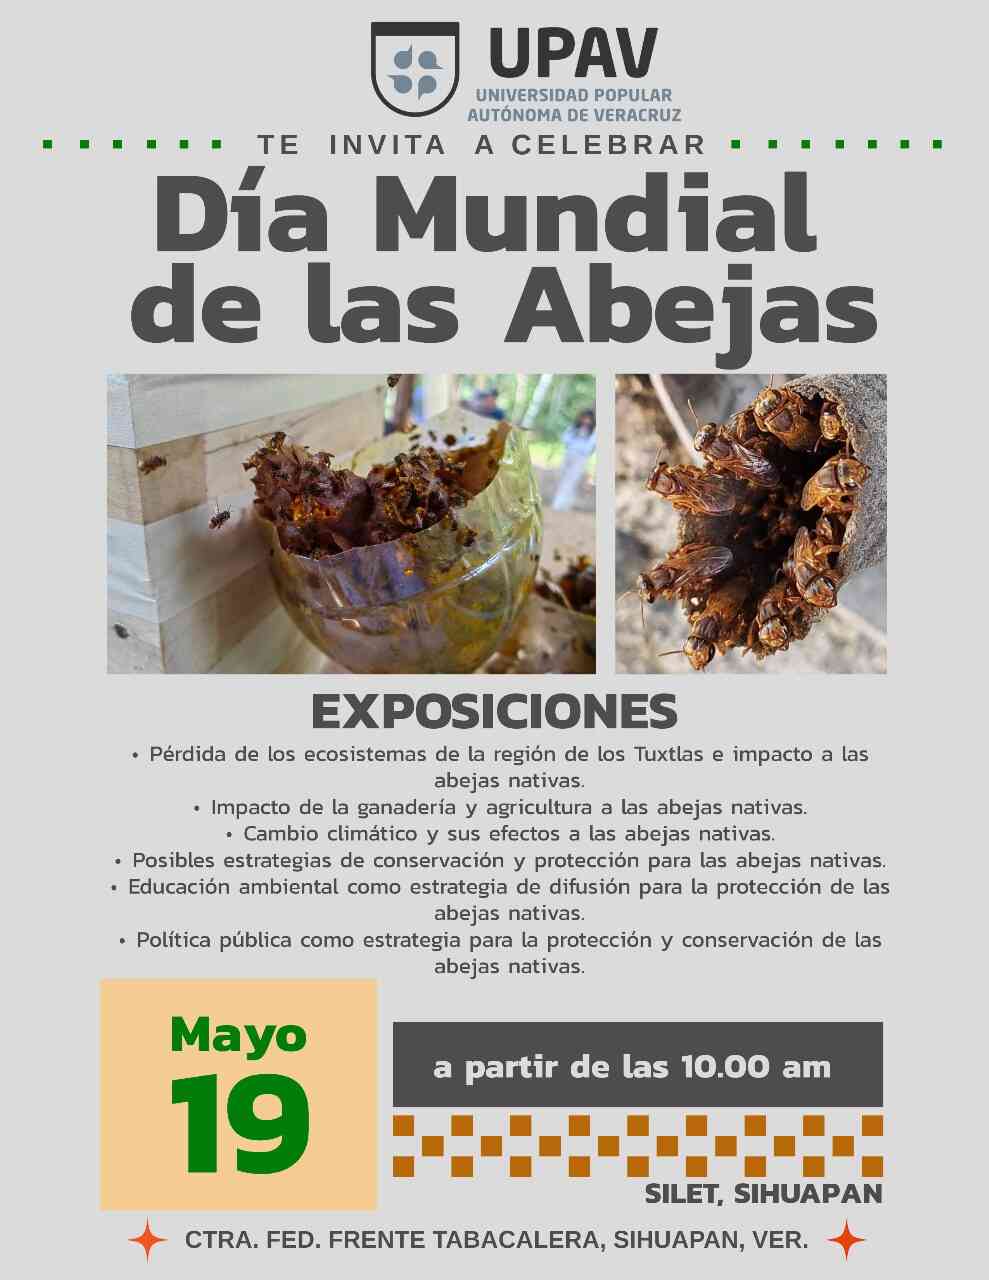 UPAV
UNIVERSIDAD POPULAR
AUTÓNOMA DE VERACRUZ
TE INVITA A CELEBRAR
Día Mundial
de las Abejas
EXPOSICIONES
• Pérdida de los ecosistemas de la región de los Tuxtlas e impacto a las
abejas nativas.
• Impacto de la ganadería y agricultura a las abejas nativas.
• Cambio climático y sus efectos a las abejas nativas.
• Posibles estrategias de conservación y protección para las abejas nativas.
• Educación ambiental como estrategia de difusión para la protección de las
abejas nativas.
• Política pública como estrategia para la protección y conservación de las
abejas nativas.
Mayo
19
a partir de las 10.00 am
SILET, SIHUAPAN
CTRA. FED. FRENTE TABACALERA, SIHUAPAN, VER.